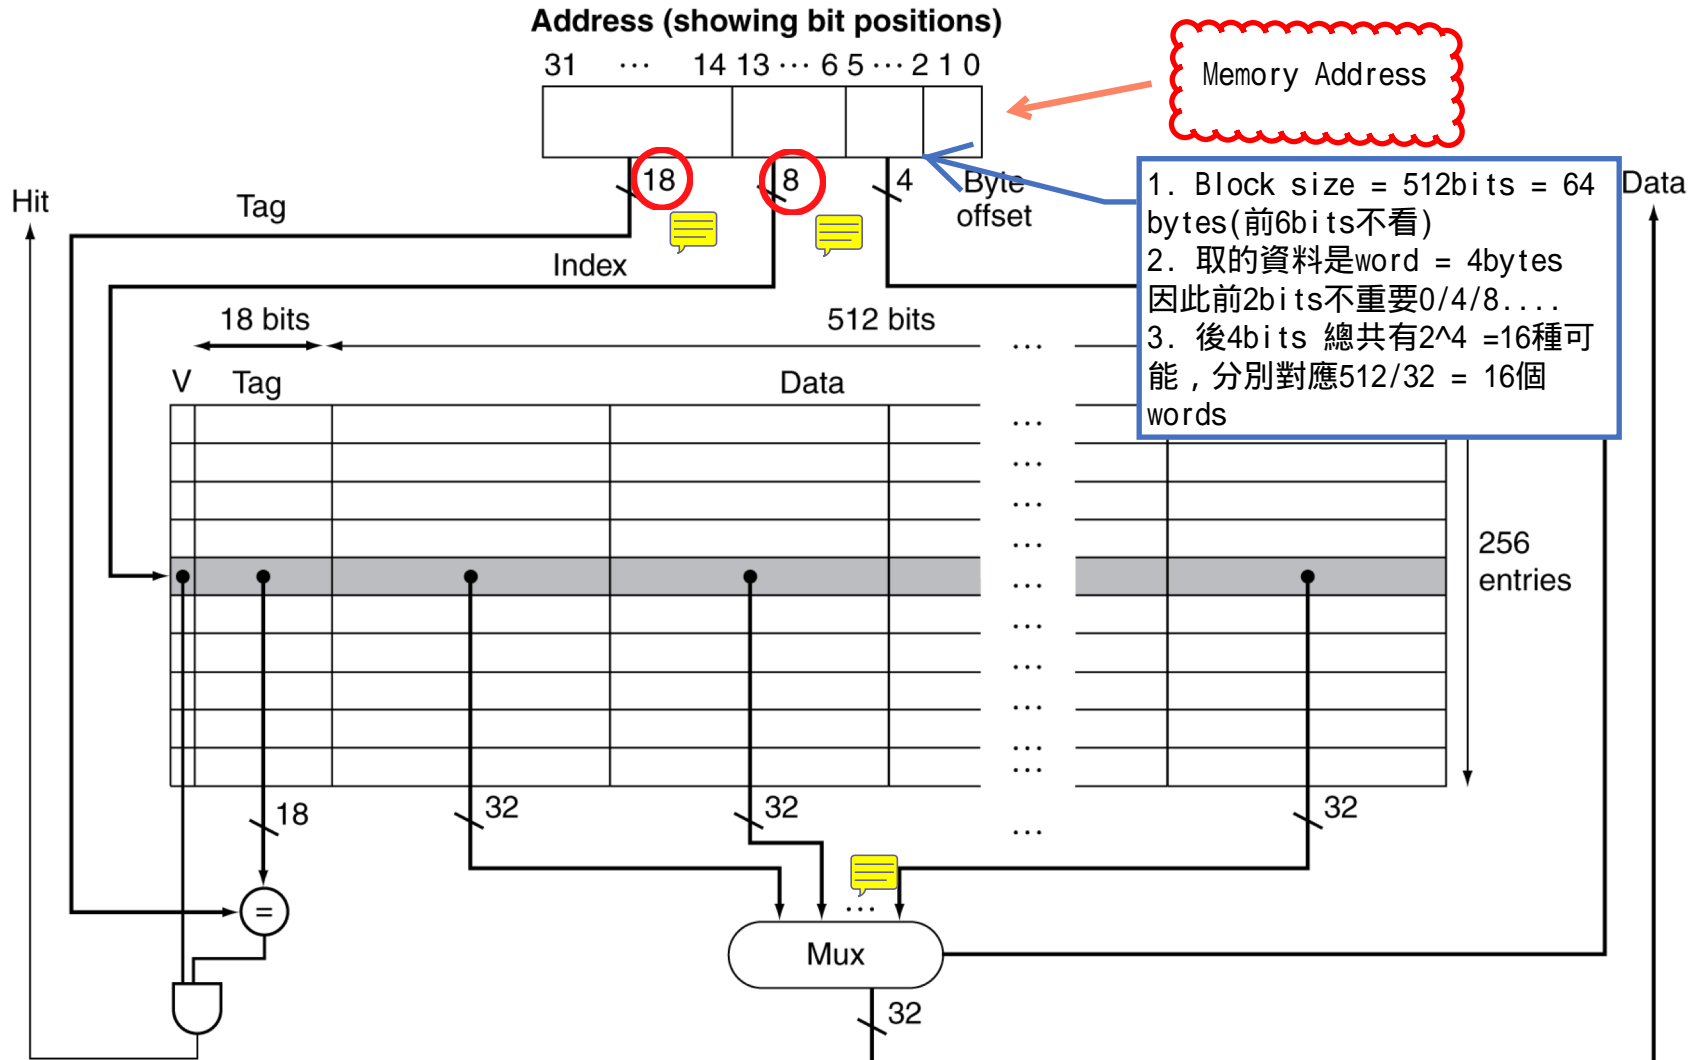 Address (showing bit positions)
31 ... 14 13 ... 6 5 ... 2 1 0
Memory Address
18
8
4
Byte
offset
Hit
Tag
Data
Index
1. Block size = 512bits = 64
bytes(前6bits不看)
2. 取的資料是word = 4bytes
因此前2bits不重要0/4/8....
3. 後4bits 總共有2^4 =16種可
能，分別對應512/32 = 16個
words
18 bits
512 bits
...
V
Tag
Data
...
...
...
...
...
...
...
...
...
...
256
entries
18
32
32
...
32
=
...
Mux
32